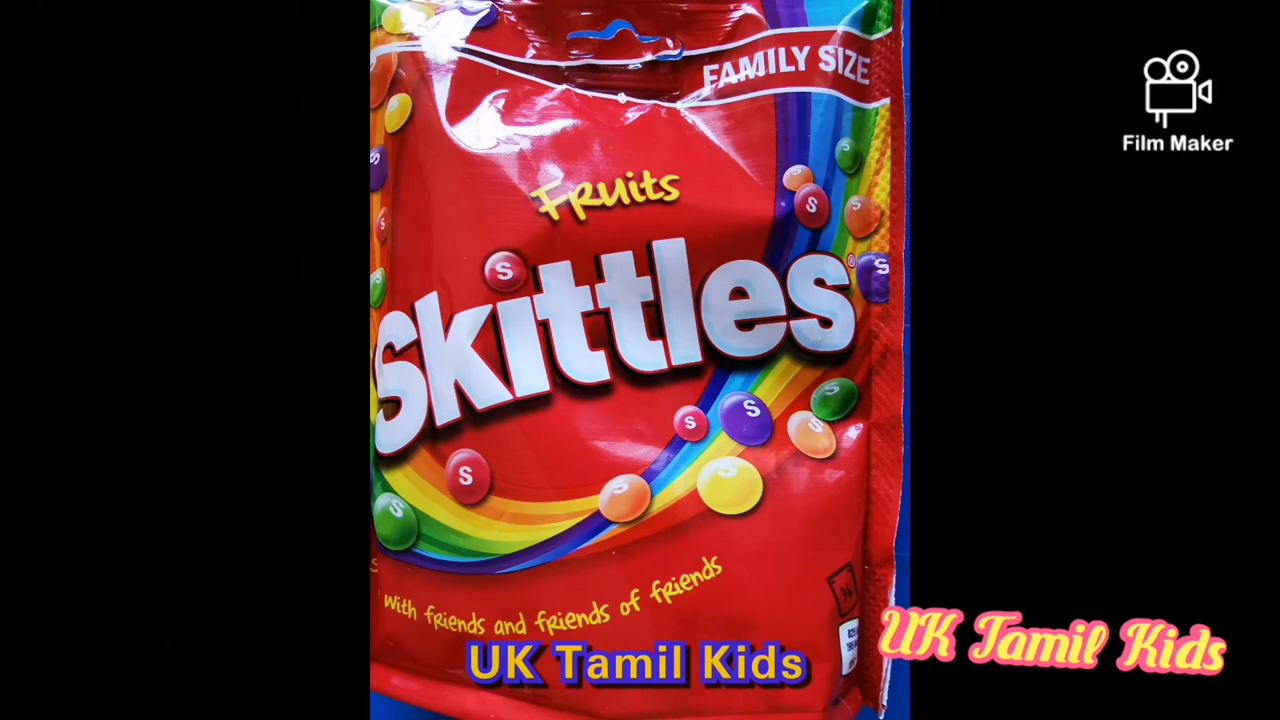 FAMILY SIZE
Film Maker
Fruits
Skittles®
with friends and friends of friends
UK Tamil Kids
UK Tamil Kids